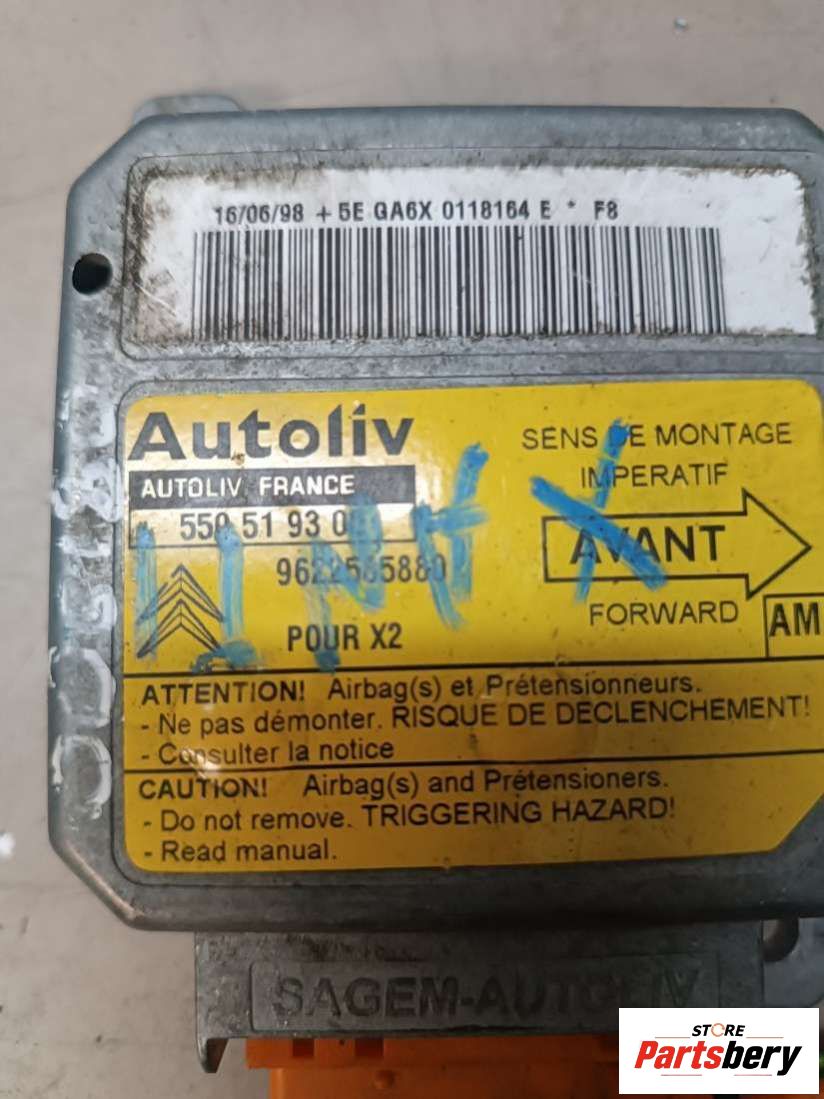 16/06/98 + 5E GA6X 0118164 E * F8
Autoliv
AUTOLIV FRANCE
SENS DE MONTAGE
IMPERATIF
AVANT
FORWARD
AM
POUR X2
ATTENTION! Airbag(s) et Prétensionneurs.
- Ne pas démonter. RISQUE DE DECLENCHEMENT!
- Consulter la notice
CAUTION! Airbag(s) and Prétensioners.
- Do not remove. TRIGGERING HAZARD!
- Read manual.
SAGEM-AUTOLIV
STORE
Partsbery